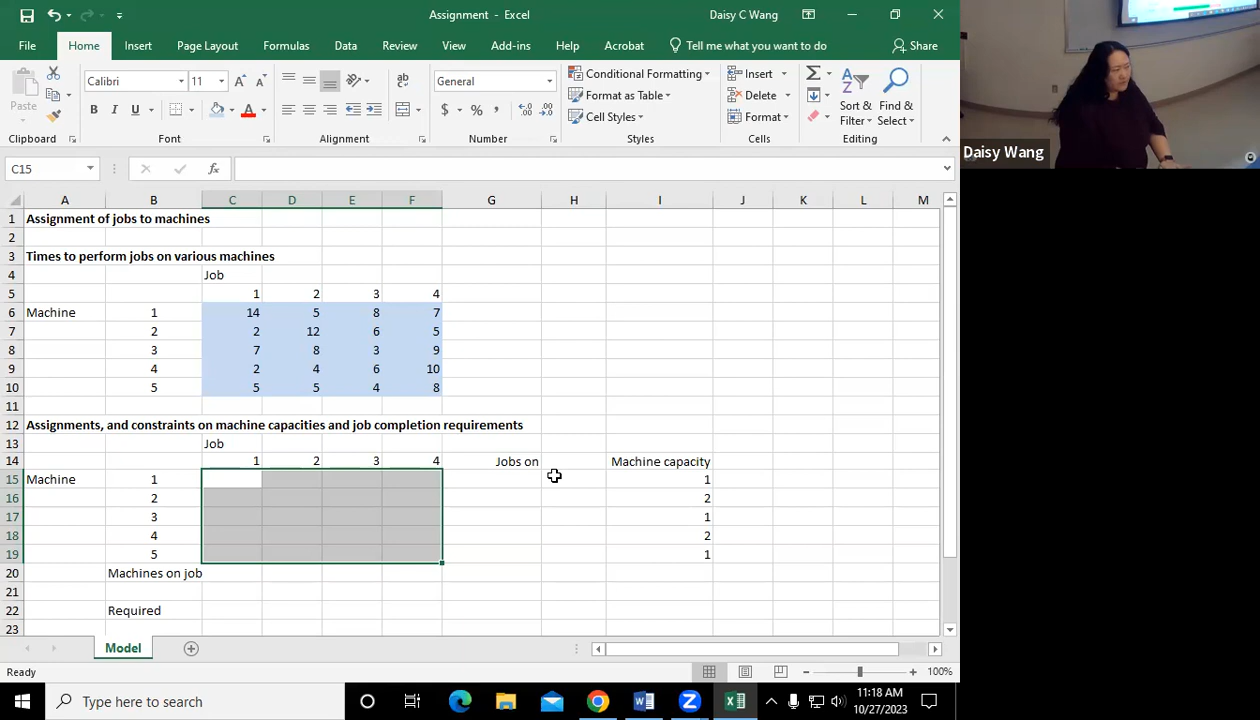 Assignment - Excel
Daisy C Wang
File Home Insert Page Layout Formulas Data Review View Add-ins Help Acrobat Tell me what you want to do Share
Paste
Calibri 11
B I U
General
$ %
Conditional Formatting
Format as Table
Cell Styles
Insert
Delete
Format
Sort & Filter
Find & Select
Clipboard Font Alignment Number Styles Cells Editing
C15
fx
A B C D E F G H I J K L M
1 Assignment of jobs to machines
2
3 Times to perform jobs on various machines
4 Job
5 1 2 3 4
6 Machine 1 14 5 8 7
7 2 2 12 6 5
8 3 7 8 3 9
9 4 2 4 6 10
10 5 5 5 4 8
11
12 Assignments, and constraints on machine capacities and job completion requirements
13 Job
14 1 2 3 4 Jobs on Machine capacity
15 Machine 1 1
16 2 2
17 3 1
18 4 2
19 5 1
20 Machines on job
21
22 Required
23
Model
Ready
100%
Type here to search
11:18 AM
10/27/2023
Daisy Wang